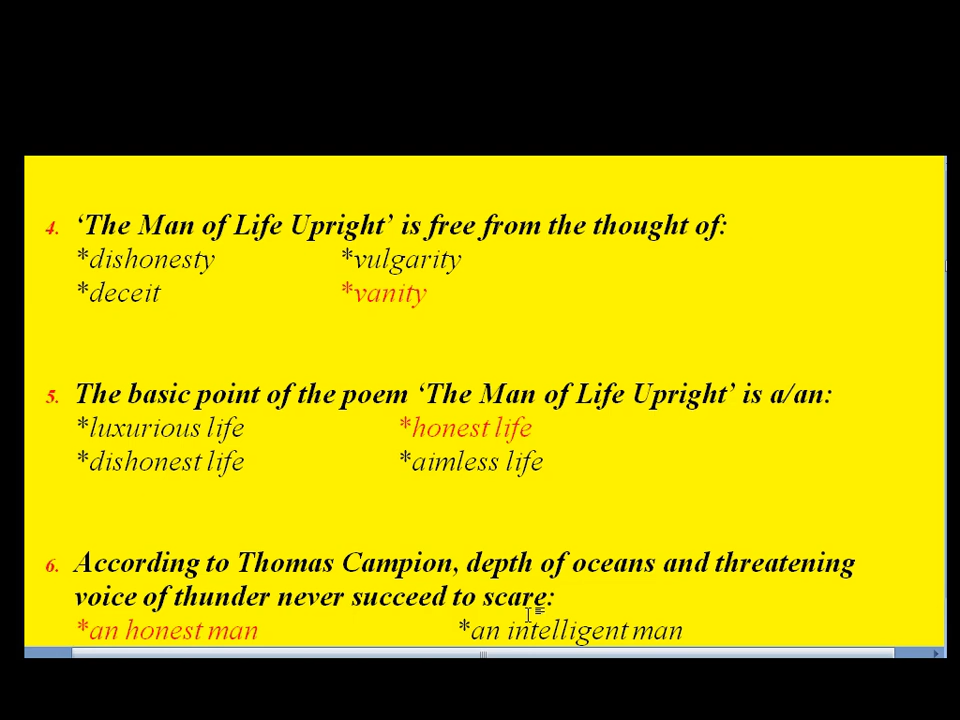 4. ‘The Man of Life Upright’ is free from the thought of:
*dishonesty *vulgarity
*deceit *vanity
5. The basic point of the poem ‘The Man of Life Upright’ is a/an:
*luxurious life *honest life
*dishonest life *aimless life
6. According to Thomas Campion, depth of oceans and threatening
voice of thunder never succeed to scare:
*an honest man *an intelligent man